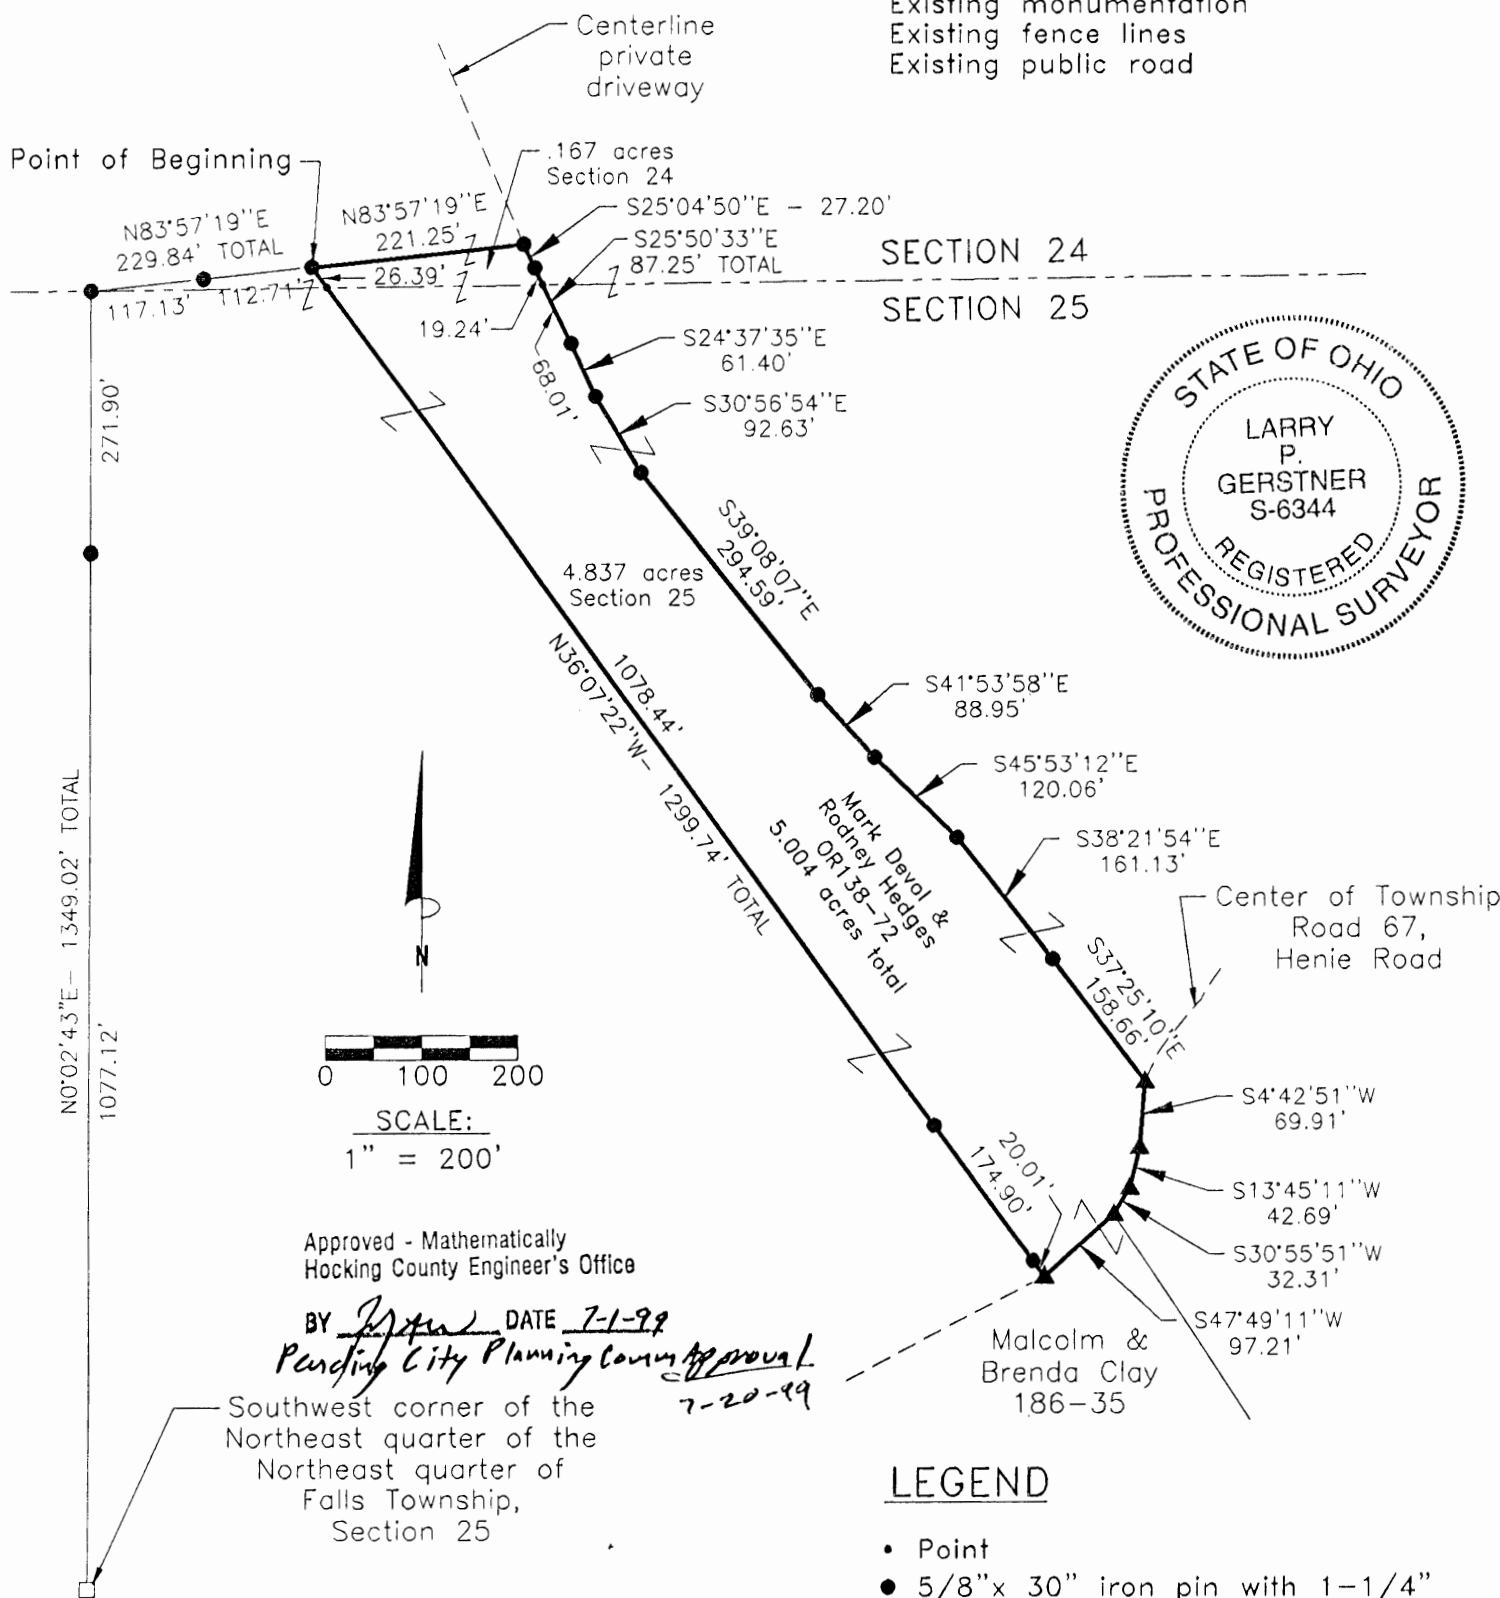 Existing monumentation
Existing fence lines
Existing public road
Centerline
private
driveway
Point of Beginning
.167 acres
Section 24
N83°57'19"E
229.84' TOTAL
N83°57'19"E
221.25'
S25°04'50"E - 27.20'
S25°50'33"E
87.25' TOTAL
SECTION 24
SECTION 25
117.13'
112.71'
26.39'
19.24'
68.01'
S24°37'35"E
61.40'
S30°56'54"E
92.63'
271.90'
STATE OF OHIO
LARRY
P.
GERSTNER
S-6344
REGISTERED
PROFESSIONAL SURVEYOR
S39°08'07"E
294.59'
4.837 acres
Section 25
1078.44'
N36°07'22"W- 1299.74' TOTAL
S41°53'58"E
88.95'
S45°53'12"E
120.06'
S38°21'54"E
161.13'
Mark Devol &
Rodney Hedges
OR138-72
5.004 acres total
Center of Township
Road 67,
Henie Road
S37°25'10"E
158.66'
N0°02'43"E- 1349.02' TOTAL
1077.12'
N
0 100 200
SCALE:
1" = 200'
S4°42'51"W
69.91'
S13°45'11"W
42.69'
S30°55'51"W
32.31'
S47°49'11"W
97.21'
20.01'
174.90'
Approved - Mathematically
Hocking County Engineer's Office
BY DATE 7-1-99
Pending City Planning Comm Approval
7-20-99
Malcolm &
Brenda Clay
186-35
Southwest corner of the
Northeast quarter of the
Northeast quarter of
Falls Township,
Section 25
LEGEND
Point
5/8"x 30" iron pin with 1-1/4"